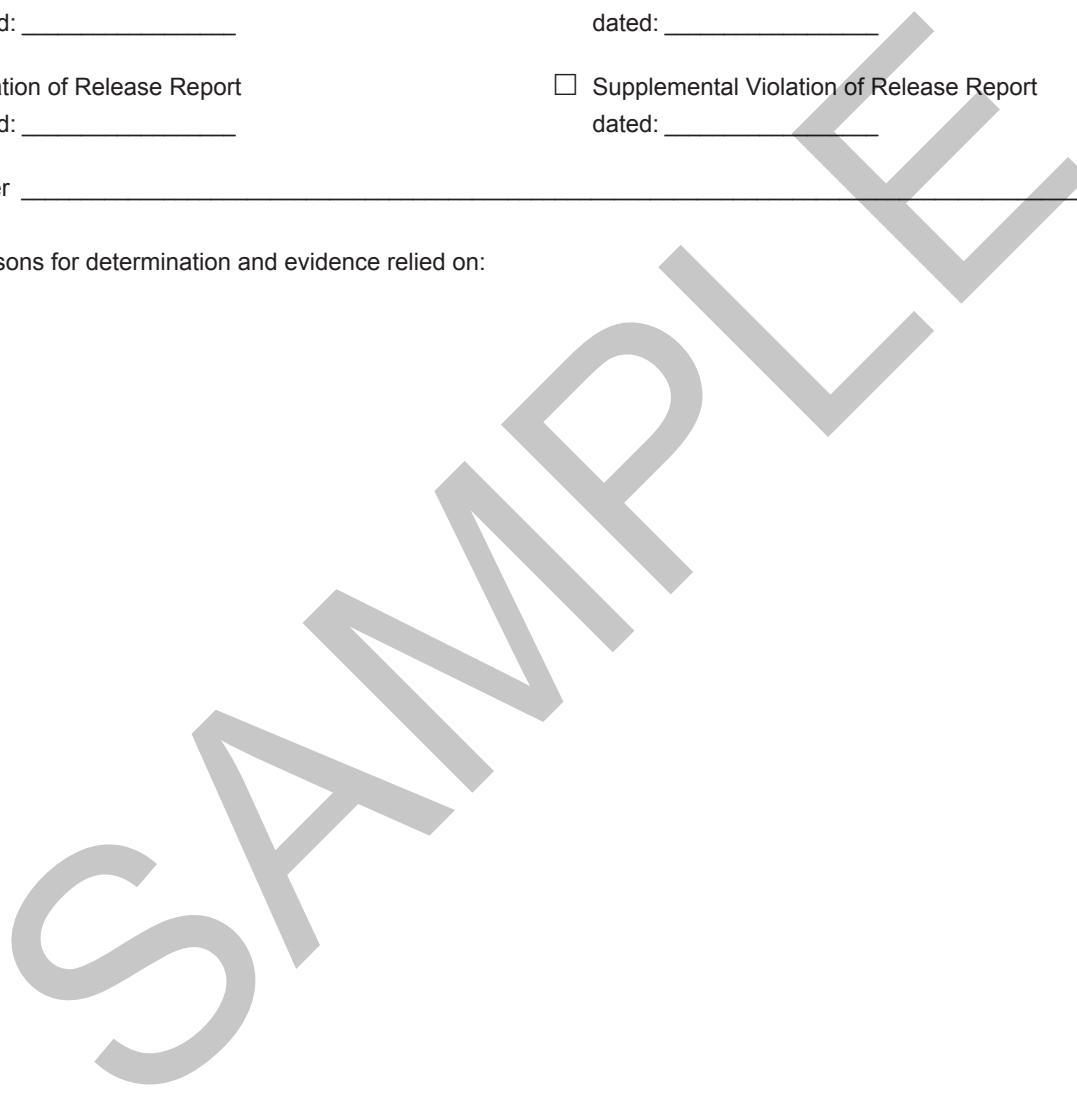 d: ________________ dated: ________________
ation of Release Report ☐ Supplemental Violation of Release Report
d: ________________ dated: ________________
er ________________________________________________________________________________
sons for determination and evidence relied on:
SAMPLE